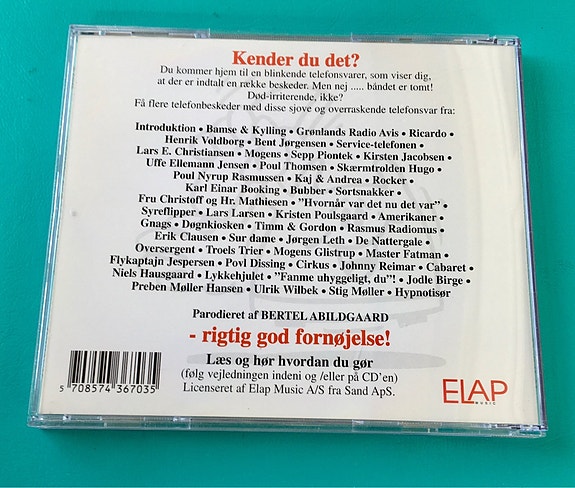 Kender du det?
Du kommer hjem til en blinkende telefonsvarer, som viser dig,
at der er indtalt en række beskeder. Men nej ..... båndet er tomt!
Død-irriterende, ikke?
Få flere telefonbeskeder med disse sjove og overraskende telefonsvar fra:
Introduktion • Bamse & Kylling • Grønlands Radio Avis • Ricardo •
Henrik Voldborg • Bent Jørgensen • Service-telefonen •
Lars E. Christiansen • Mogens • Sepp Piontek • Kirsten Jacobsen •
Uffe Ellemann Jensen • Poul Thomsen • Skærmtrolden Hugo •
Poul Nyrup Rasmussen • Kaj & Andrea • Rocker •
Karl Einar Booking • Bubber • Sortsnakker •
Fru Christoff og Hr. Mathiesen • ”Hvornår var det nu det var” •
Syreflipper • Lars Larsen • Kristen Poulsgaard • Amerikaner •
Gnags • Døgnkiosken • Timm & Gordon • Rasmus Radiomus •
Erik Clausen • Sur dame • Jørgen Leth • De Nattergale •
Oversergent • Troels Trier • Mogens Glistrup • Master Fatman •
Flykaptajn Jespersen • Povl Dissing • Cirkus • Johnny Reimar • Cabaret •
Niels Hausgaard • Lykkehjulet • ”Fanme uhyggeligt, du”! • Jodle Birge •
Preben Møller Hansen • Ulrik Wilbek • Stig Møller • Hypnotisør
Parodieret af BERTEL ABILDGAARD
- rigtig god fornøjelse!
Læs og hør hvordan du gør
(følg vejledningen indeni og /eller på CD’en)
Licenseret af Elap Music A/S fra Sand ApS.
5 708574 367035
ELAP
MUSIC